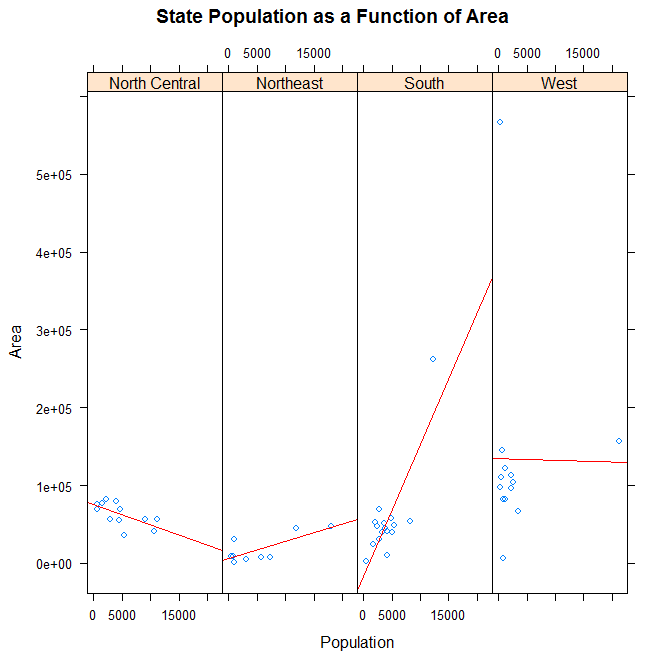 State Population as a Function of Area
0 5000 15000 0 5000 15000
North Central Northeast South West
5e+05
4e+05
3e+05
2e+05
1e+05
0e+00
Area
0 5000 15000 0 5000 15000
Population